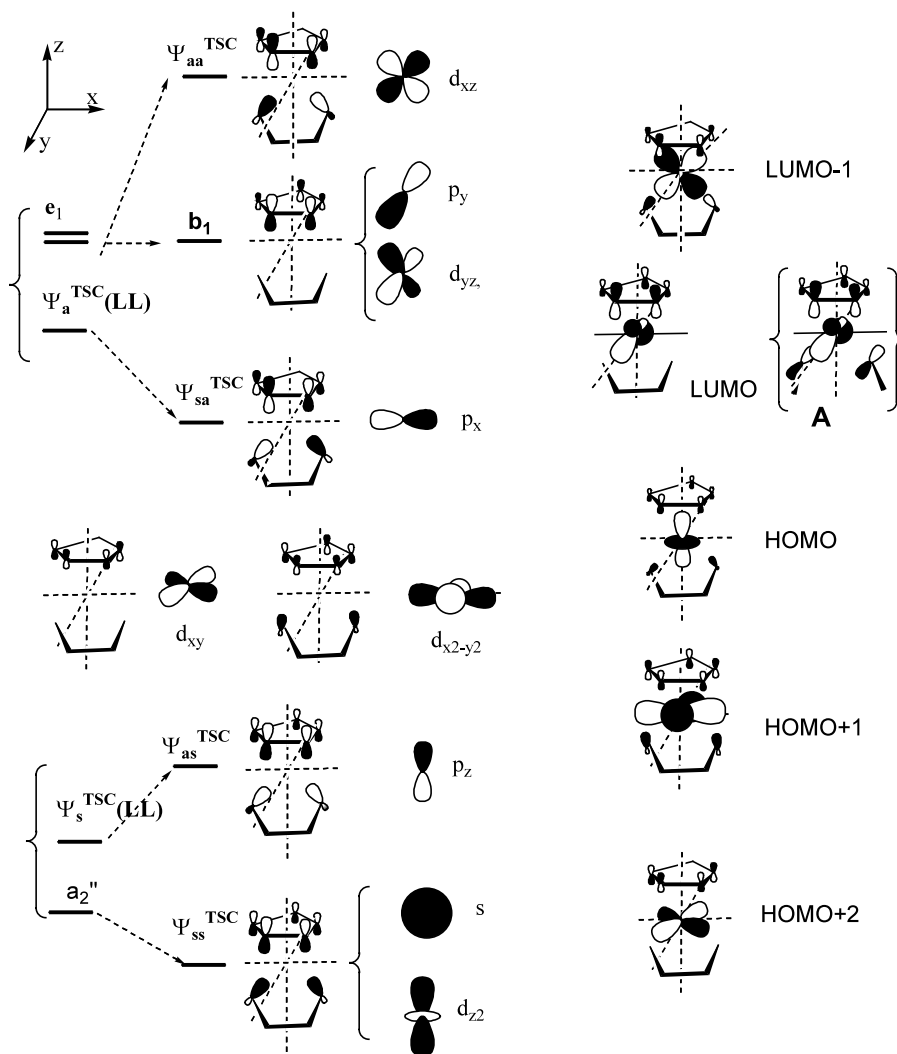 z
x
y
Ψaa^TSC
dxz
e1
b1
py
dyz,
Ψa^TSC(LL)
Ψsa^TSC
px
dxy
dx2-y2
Ψas^TSC
pz
Ψs^TSC(LL)
a2"
Ψss^TSC
s
dz2
LUMO-1
LUMO
A
HOMO
HOMO+1
HOMO+2